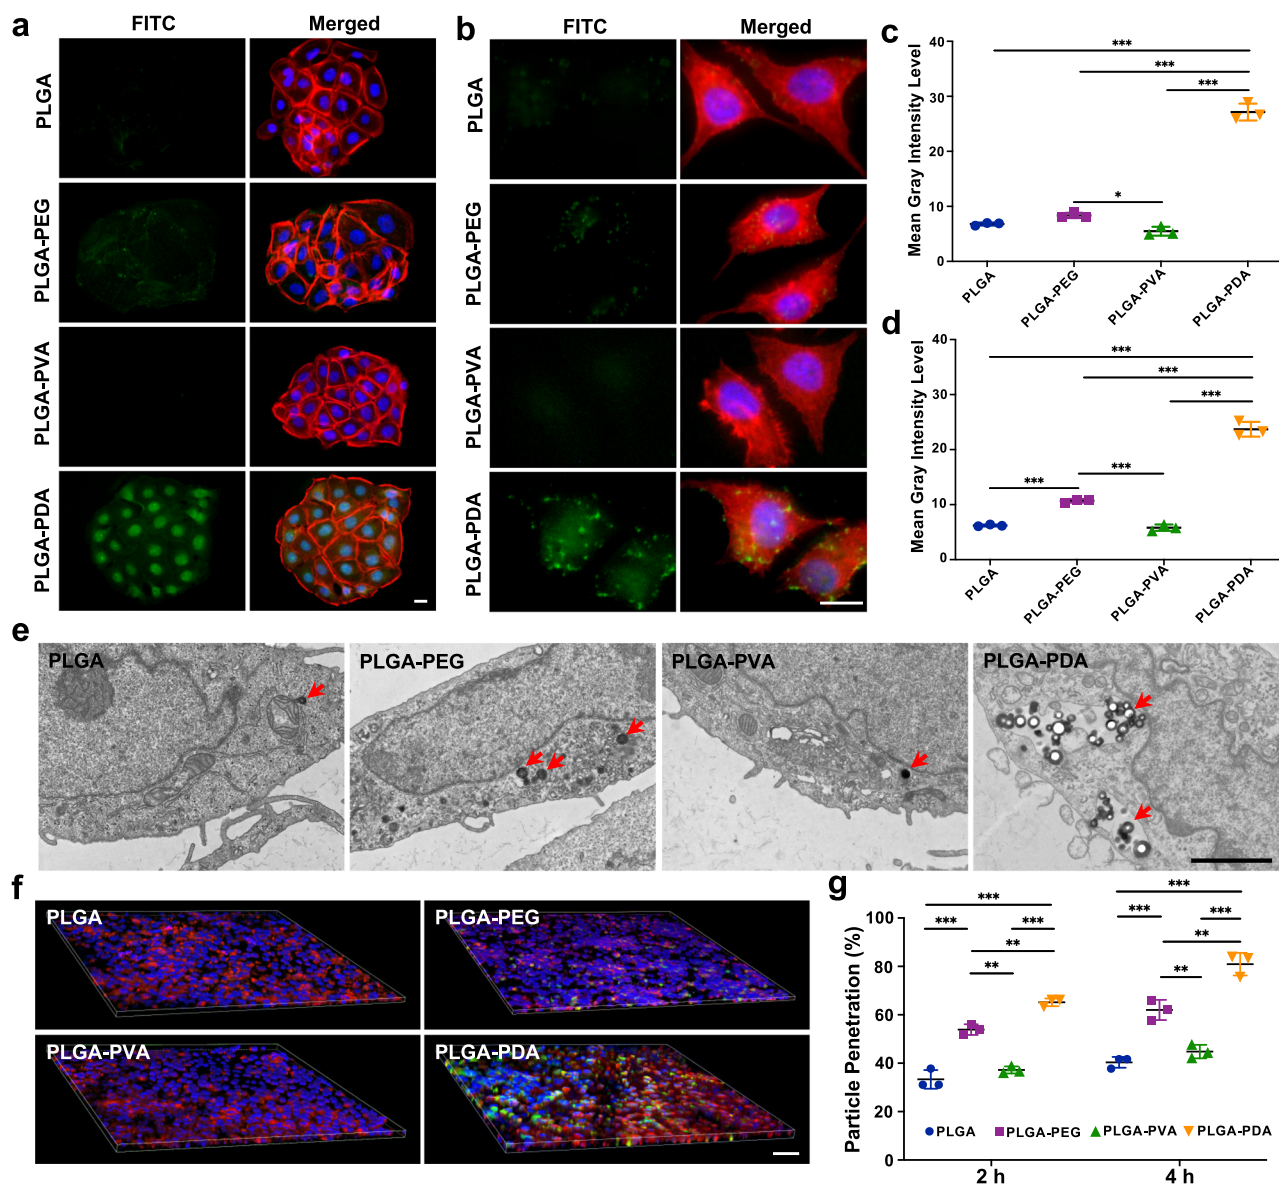 a
FITC
Merged
PLGA
PLGA-PEG
PLGA-PVA
PLGA-PDA
b
FITC
Merged
PLGA
PLGA-PEG
PLGA-PVA
PLGA-PDA
c
Mean Gray Intensity Level
40
30
20
10
0
***
***
***
*
PLGA
PLGA-PEG
PLGA-PVA
PLGA-PDA
d
Mean Gray Intensity Level
40
30
20
10
0
***
***
***
***
***
PLGA
PLGA-PEG
PLGA-PVA
PLGA-PDA
e
PLGA
PLGA-PEG
PLGA-PVA
PLGA-PDA
f
PLGA
PLGA-PEG
PLGA-PVA
PLGA-PDA
g
Particle Penetration (%)
100
80
60
40
20
0
***
*** ***
**
**
***
*** ***
**
**
PLGA PLGA-PEG PLGA-PVA PLGA-PDA
2 h 4 h